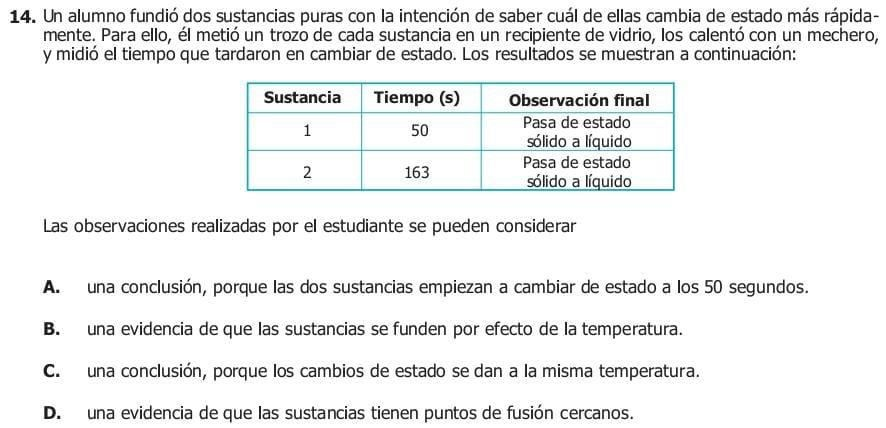 14. Un alumno fundió dos sustancias puras con la intención de saber cuál de ellas cambia de estado más rápida-
mente. Para ello, él metió un trozo de cada sustancia en un recipiente de vidrio, los calentó con un mechero,
y midió el tiempo que tardaron en cambiar de estado. Los resultados se muestran a continuación:
Sustancia Tiempo (s) Observación final
1 50 Pasa de estado
sólido a líquido
2 163 Pasa de estado
sólido a líquido
Las observaciones realizadas por el estudiante se pueden considerar
A. una conclusión, porque las dos sustancias empiezan a cambiar de estado a los 50 segundos.
B. una evidencia de que las sustancias se funden por efecto de la temperatura.
C. una conclusión, porque los cambios de estado se dan a la misma temperatura.
D. una evidencia de que las sustancias tienen puntos de fusión cercanos.